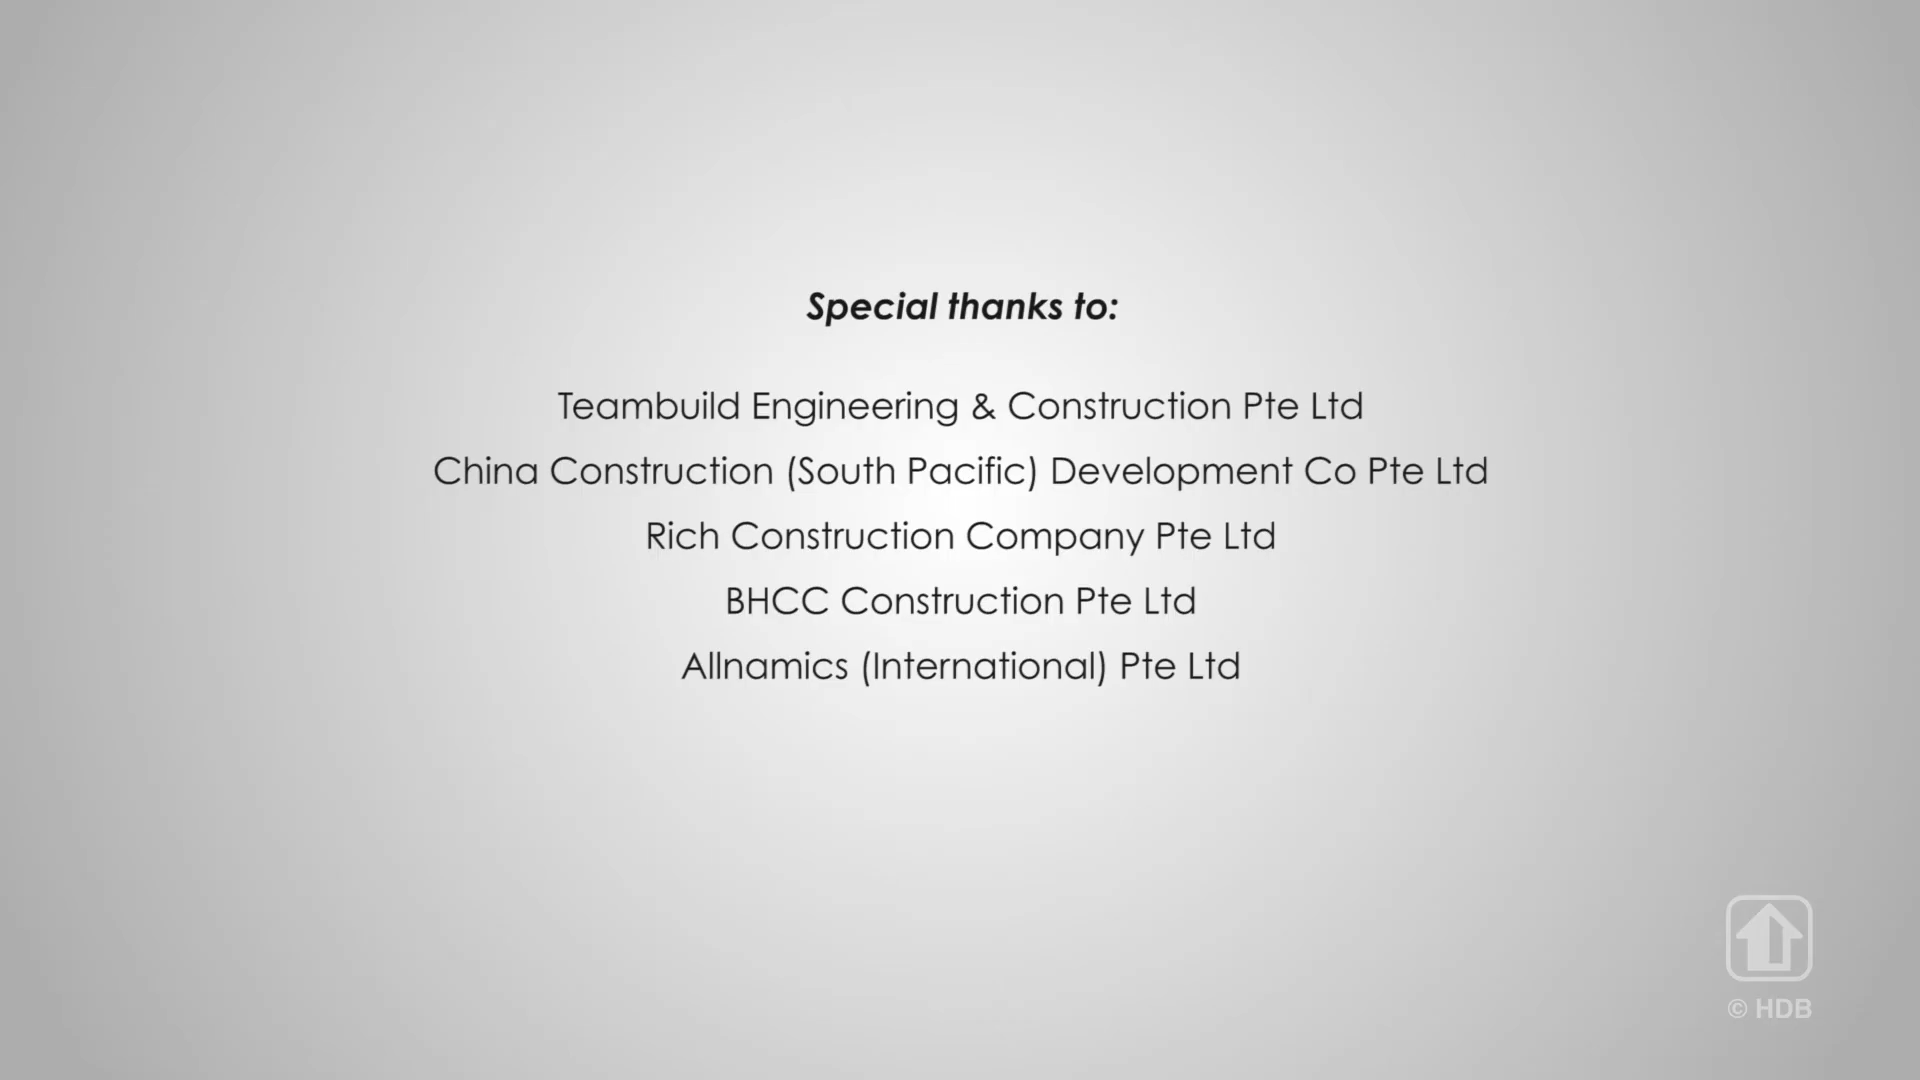 Special thanks to:
Teambuild Engineering & Construction Pte Ltd
China Construction (South Pacific) Development Co Pte Ltd
Rich Construction Company Pte Ltd
BHCC Construction Pte Ltd
Allnamics (International) Pte Ltd
© HDB